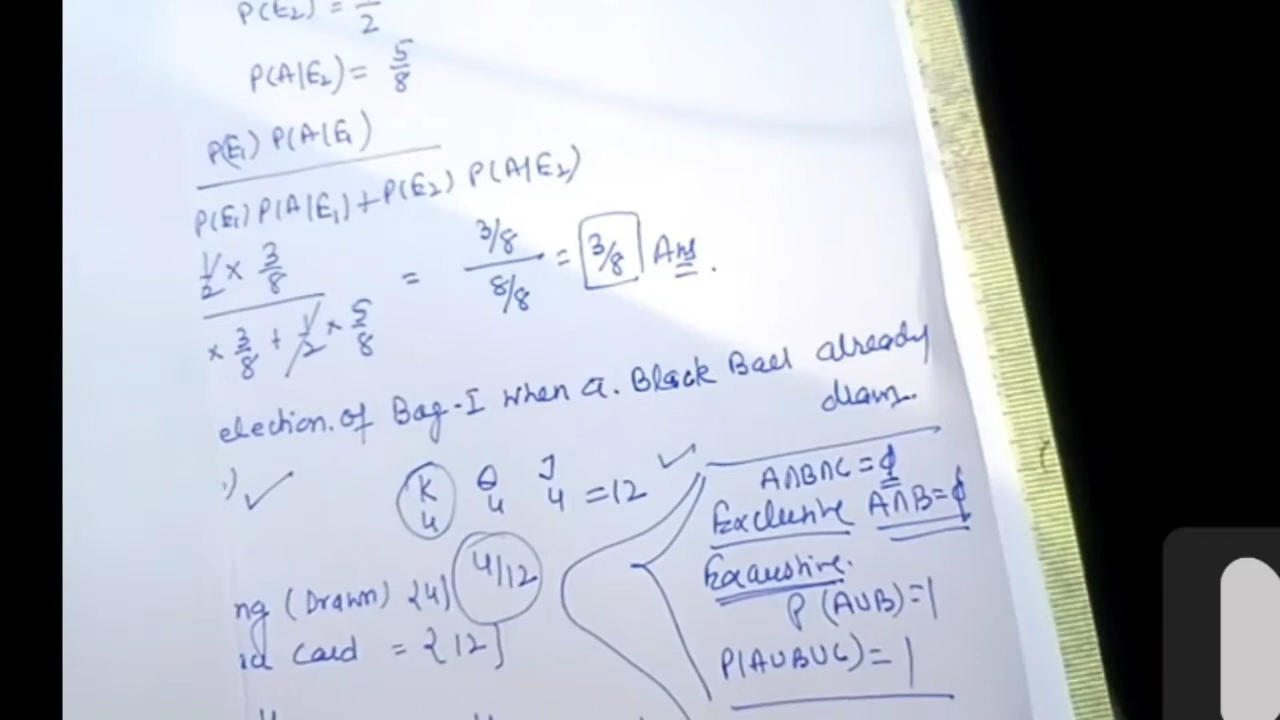 P(E₂) = 1/2
P(A|E₂) = 5/8
P(E₁) P(A|E₁)
P(E₁) P(A|E₁) + P(E₂) P(A|E₂)
1/2 × 3/8 = 3/8 = 3/8 Ans.
× 3/8 + 1/2 × 5/8 8/8
election. of Bag-I when a. Black Ball already
drawn.
i) ✓ K Q J ✓
4 4 4 = 12
A∩B∩C = ϕ
Exclusive A∩B = ϕ
Exaustive.
P(A∪B) = 1
P(A∪B∪C) = 1
4/12
ng (Drawn) {4}
Card = {12}